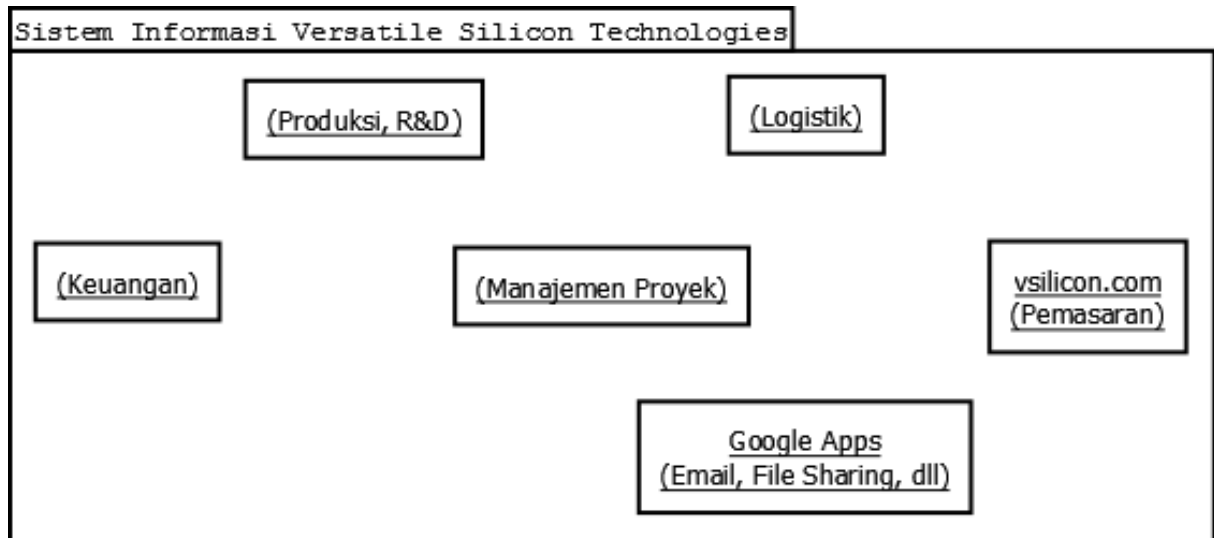 Sistem Informasi Versatile Silicon Technologies
(Produksi, R&D)
(Logistik)
(Keuangan)
(Manajemen Proyek)
vsilicon.com
(Pemasaran)
Google Apps
(Email, File Sharing, dll)